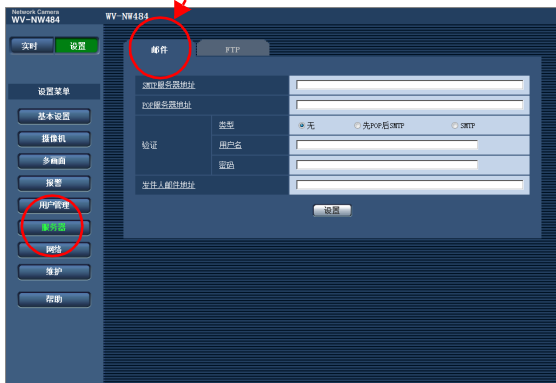 Network Camera
WV-NW484
WV-NW484
实时 设置
设置菜单
基本设置
摄像机
多画面
报警
用户管理
服务器
网络
维护
帮助
邮件 FTP
SMTP服务器地址
POP服务器地址
验证 类型 无 先POP后SMTP SMTP
用户名
密码
发件人邮件地址
设置